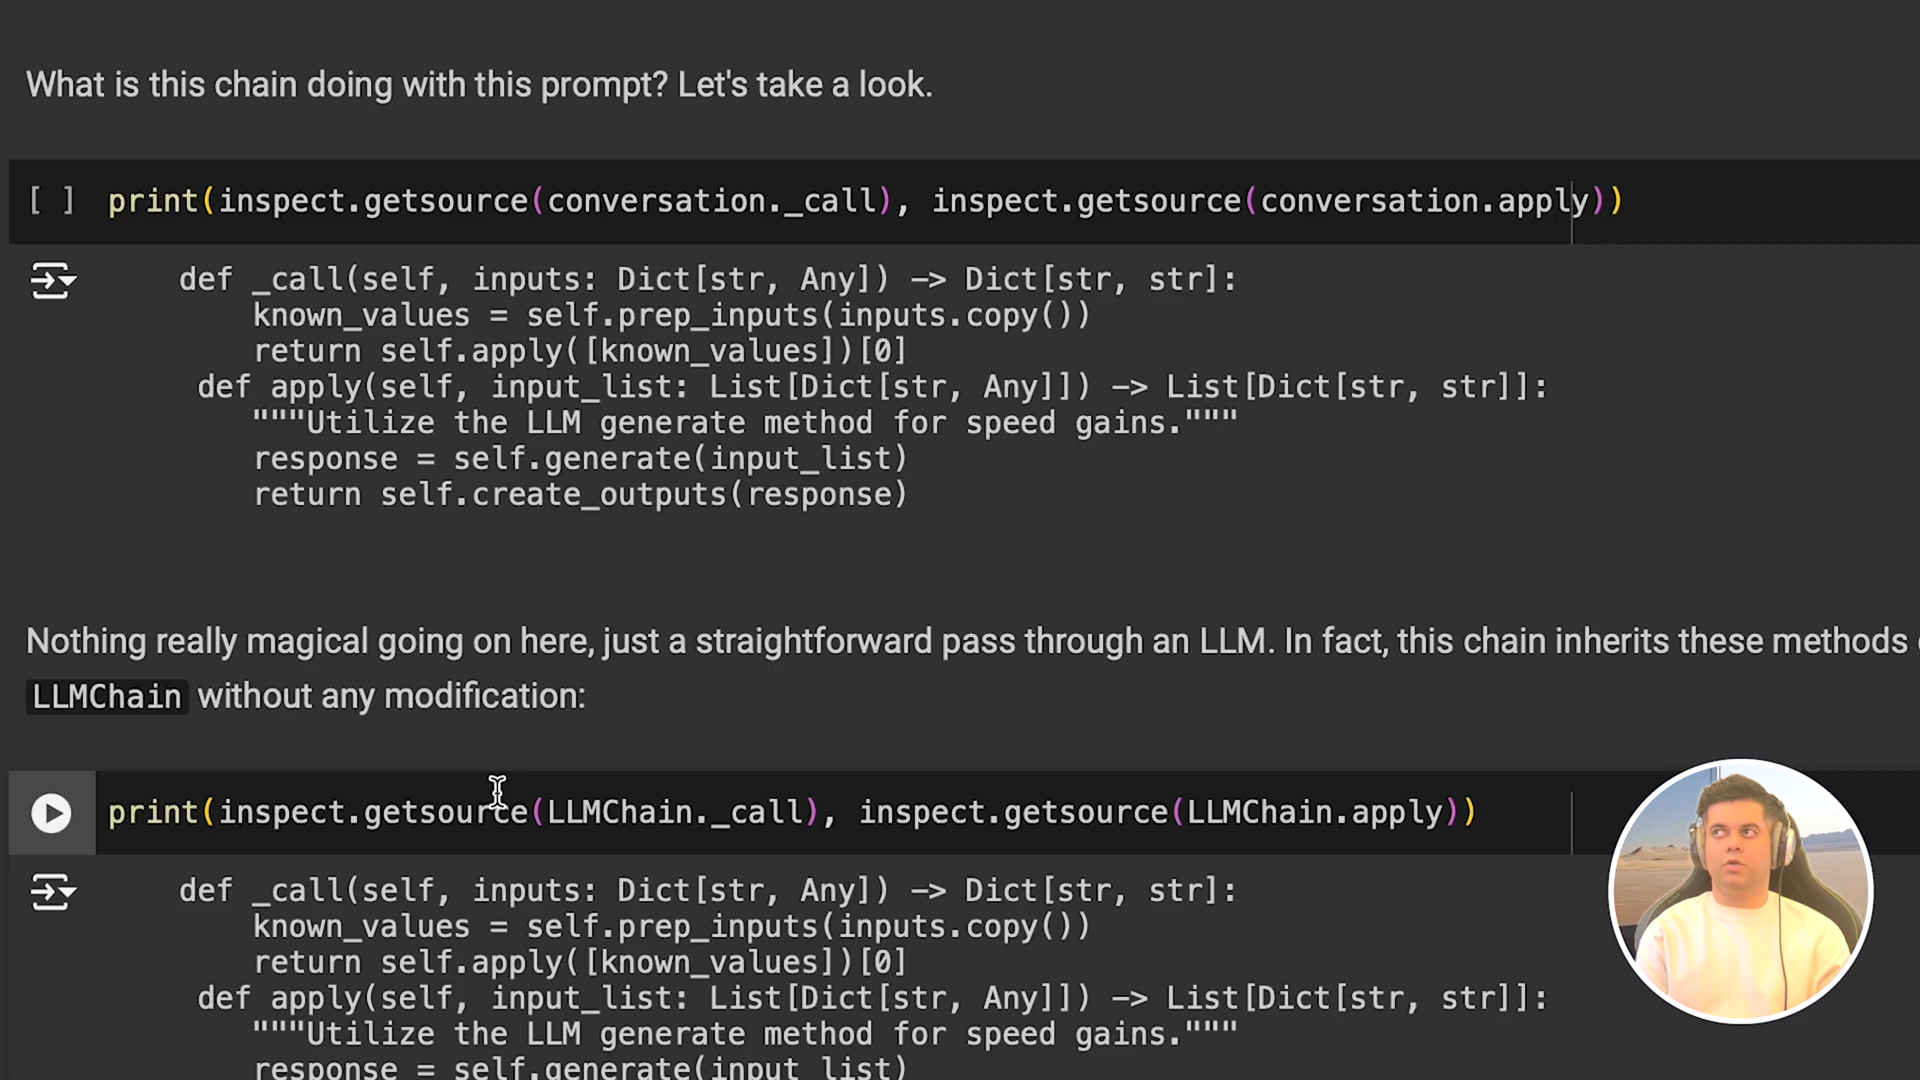 What is this chain doing with this prompt? Let's take a look.
[ ] print(inspect.getsource(conversation._call), inspect.getsource(conversation.apply))
def _call(self, inputs: Dict[str, Any]) -> Dict[str, str]:
known_values = self.prep_inputs(inputs.copy())
return self.apply([known_values])[0]
def apply(self, input_list: List[Dict[str, Any]]) -> List[Dict[str, str]]:
"""Utilize the LLM generate method for speed gains."""
response = self.generate(input_list)
return self.create_outputs(response)
Nothing really magical going on here, just a straightforward pass through an LLM. In fact, this chain inherits these methods
LLMChain without any modification:
print(inspect.getsource(LLMChain._call), inspect.getsource(LLMChain.apply))
def _call(self, inputs: Dict[str, Any]) -> Dict[str, str]:
known_values = self.prep_inputs(inputs.copy())
return self.apply([known_values])[0]
def apply(self, input_list: List[Dict[str, Any]]) -> List[Dict[str, str]]:
"""Utilize the LLM generate method for speed gains."""
response = self.generate(input_list)